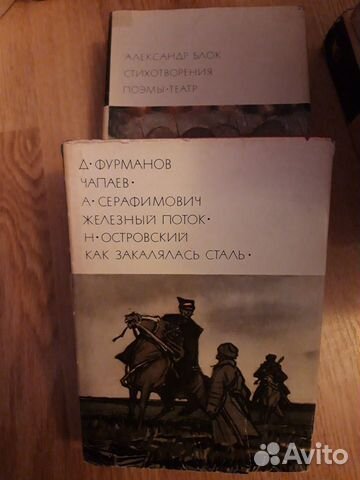 АЛЕКСАНДР БЛОК
СТИХОТВОРЕНИЯ
ПОЭМЫ·ТЕАТР
Д·ФУРМАНОВ
ЧАПАЕВ·
А·СЕРАФИМОВИЧ
ЖЕЛЕЗНЫЙ ПОТОК·
Н·ОСТРОВСКИЙ
КАК ЗАКАЛЯЛАСЬ СТАЛЬ·
Avito